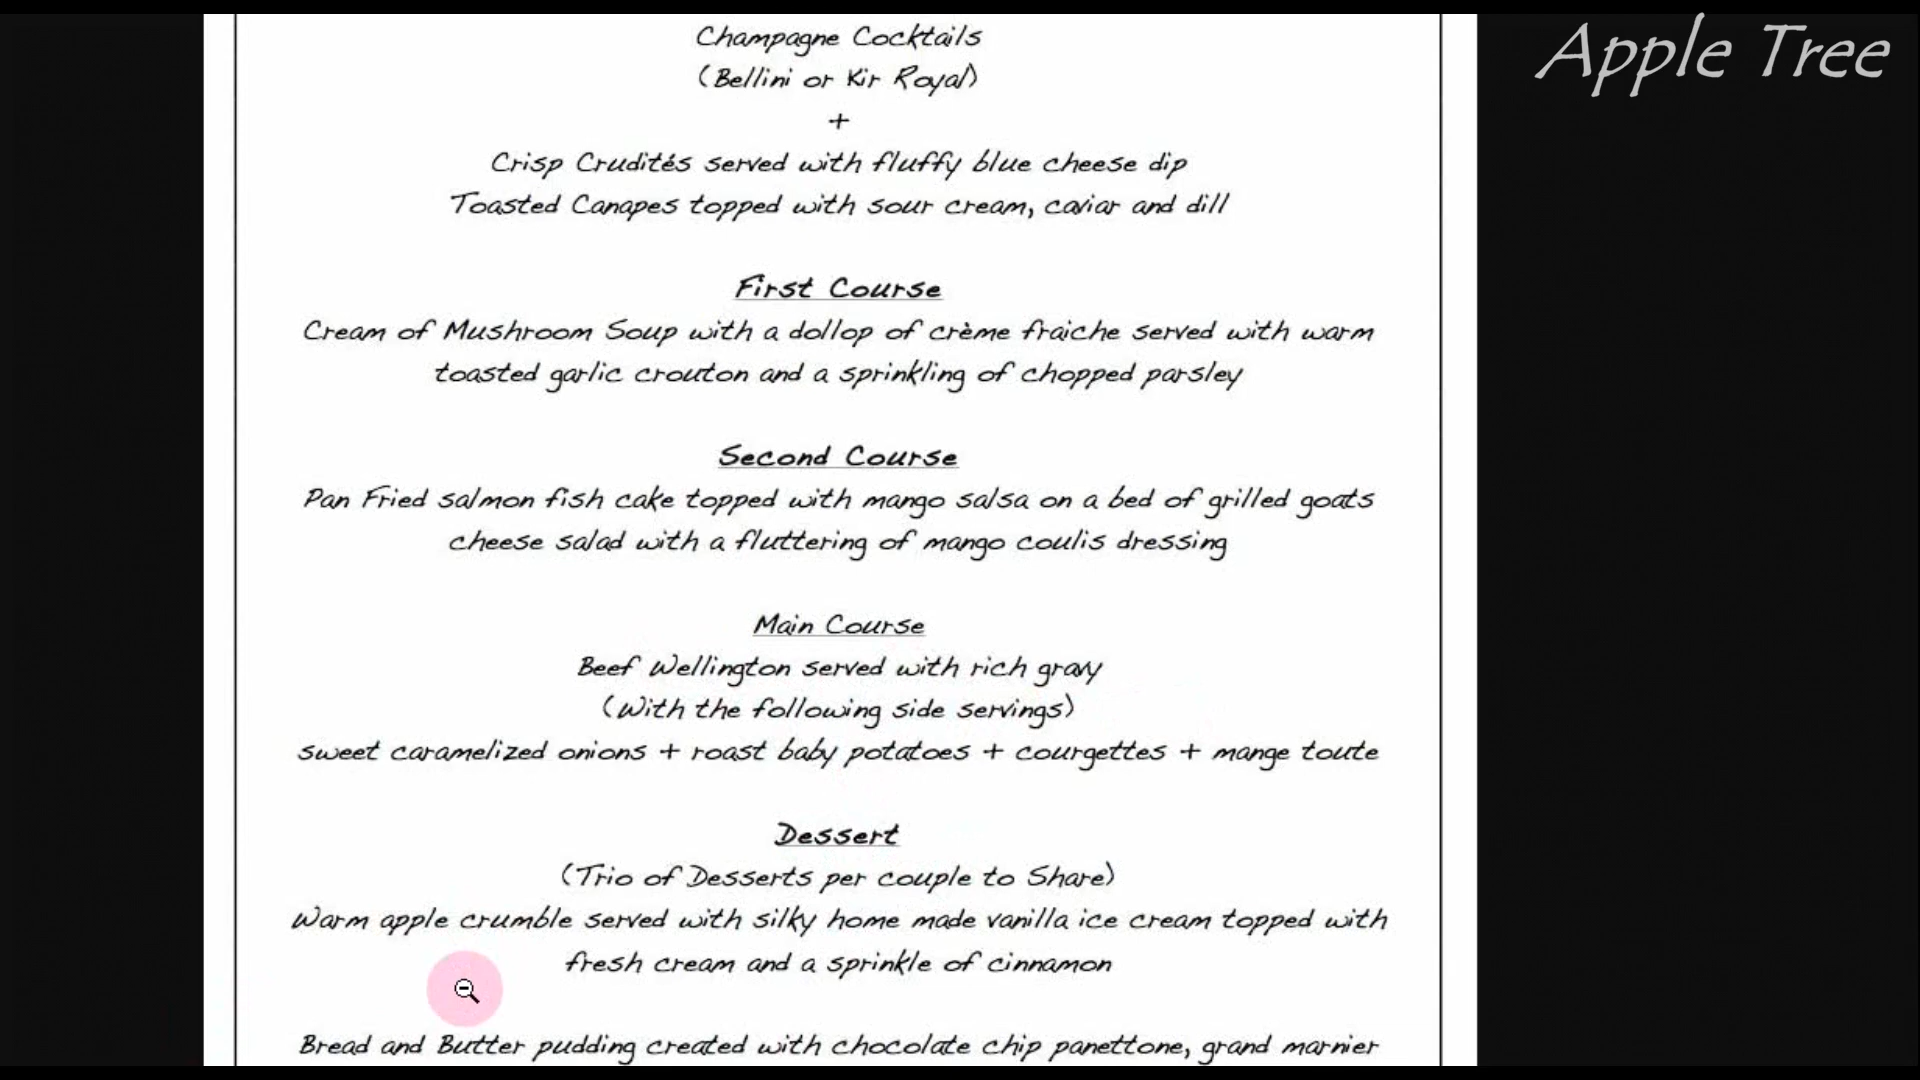 Apple Tree
Champagne Cocktails
(Bellini or Kir Royal)
+
Crisp Crudités served with fluffy blue cheese dip
Toasted Canapes topped with sour cream, caviar and dill
First Course
Cream of Mushroom Soup with a dollop of crème fraiche served with warm
toasted garlic crouton and a sprinkling of chopped parsley
Second Course
Pan Fried salmon fish cake topped with mango salsa on a bed of grilled goats
cheese salad with a fluttering of mango coulis dressing
Main Course
Beef Wellington served with rich gravy
(With the following side servings)
sweet caramelized onions + roast baby potatoes + courgettes + mange toute
Dessert
(Trio of Desserts per couple to Share)
Warm apple crumble served with silky home made vanilla ice cream topped with
fresh cream and a sprinkle of cinnamon
Bread and Butter pudding created with chocolate chip panettone, grand marnier